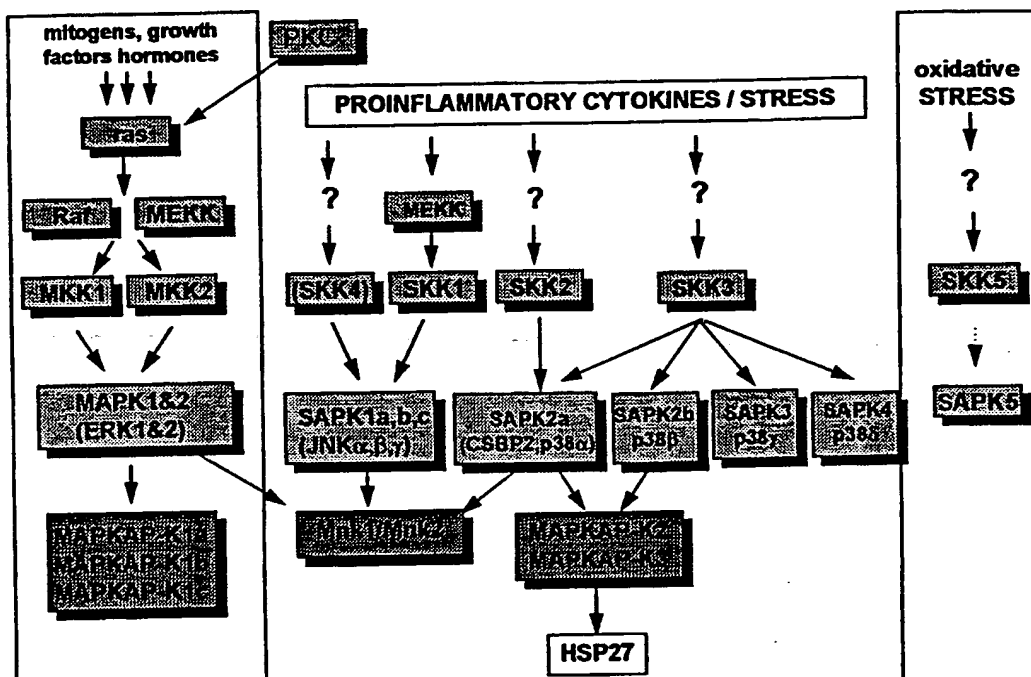 mitogens, growth
factors hormones
PKC?
PROINFLAMMATORY CYTOKINES / STRESS
oxidative
STRESS
ras
?
?
?
?
Raf
MEKK
MEKK
MKK1
MKK2
(SKK4)
SKK1
SKK2
SKK3
SKK5
MAPK1&2
(ERK1&2)
SAPK1a,b,c
(JNKα,β,γ)
SAPK2a
(CSBP2,p38α)
SAPK2b
p38β
SAPK3
p38γ
SAPK4
p38δ
SAPK5
MAPKAP-K1a
MAPKAP-K1b
MAPKAP-K1c
Mnk1/Mnk2
MAPKAP-K2
MAPKAP-K3
HSP27